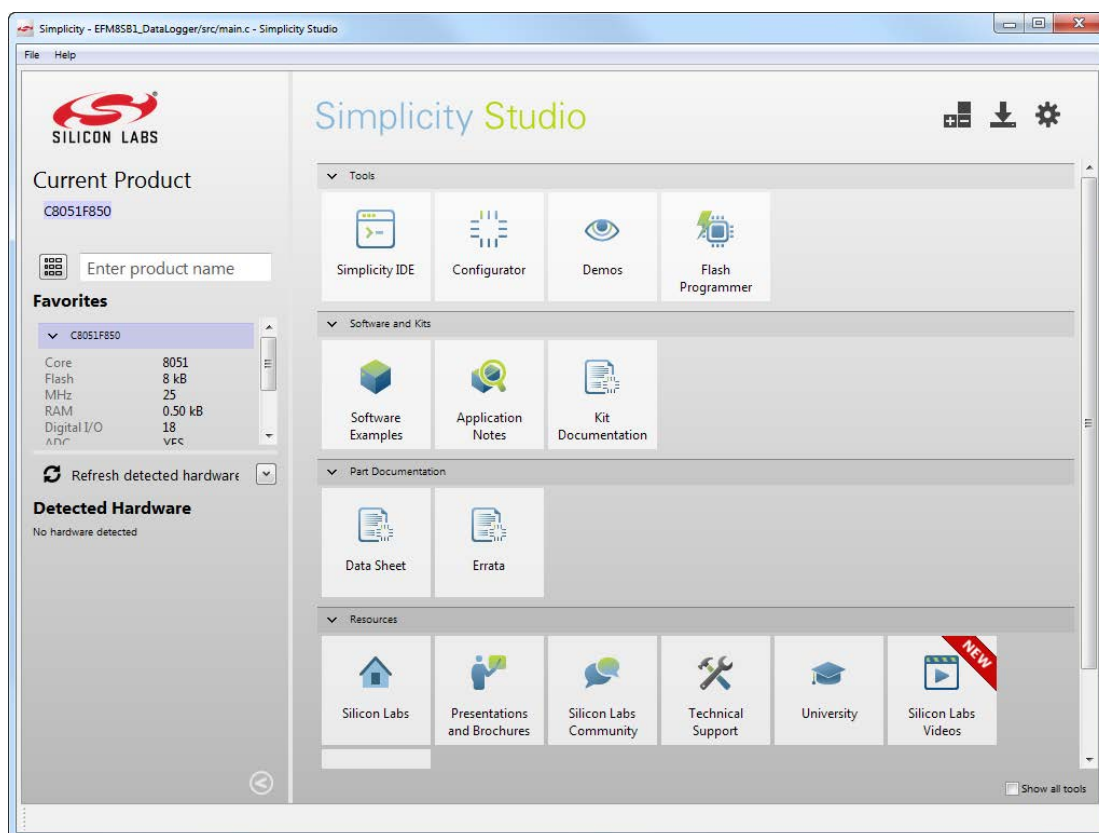 Simplicity - EFM8SB1_DataLogger/src/main.c - Simplicity Studio
File Help
SILICON LABS
Current Product
C8051F850
Enter product name
Favorites
C8051F850
Core 8051
Flash 8 kB
MHz 25
RAM 0.50 kB
Digital I/O 18
ADC YES
Refresh detected hardware
Detected Hardware
No hardware detected
Simplicity Studio
Tools
Simplicity IDE
Configurator
Demos
Flash
Programmer
Software and Kits
Software
Examples
Application
Notes
Kit
Documentation
Part Documentation
Data Sheet
Errata
Resources
Silicon Labs
Presentations
and Brochures
Silicon Labs
Community
Technical
Support
University
NEW
Silicon Labs
Videos
Show all tools